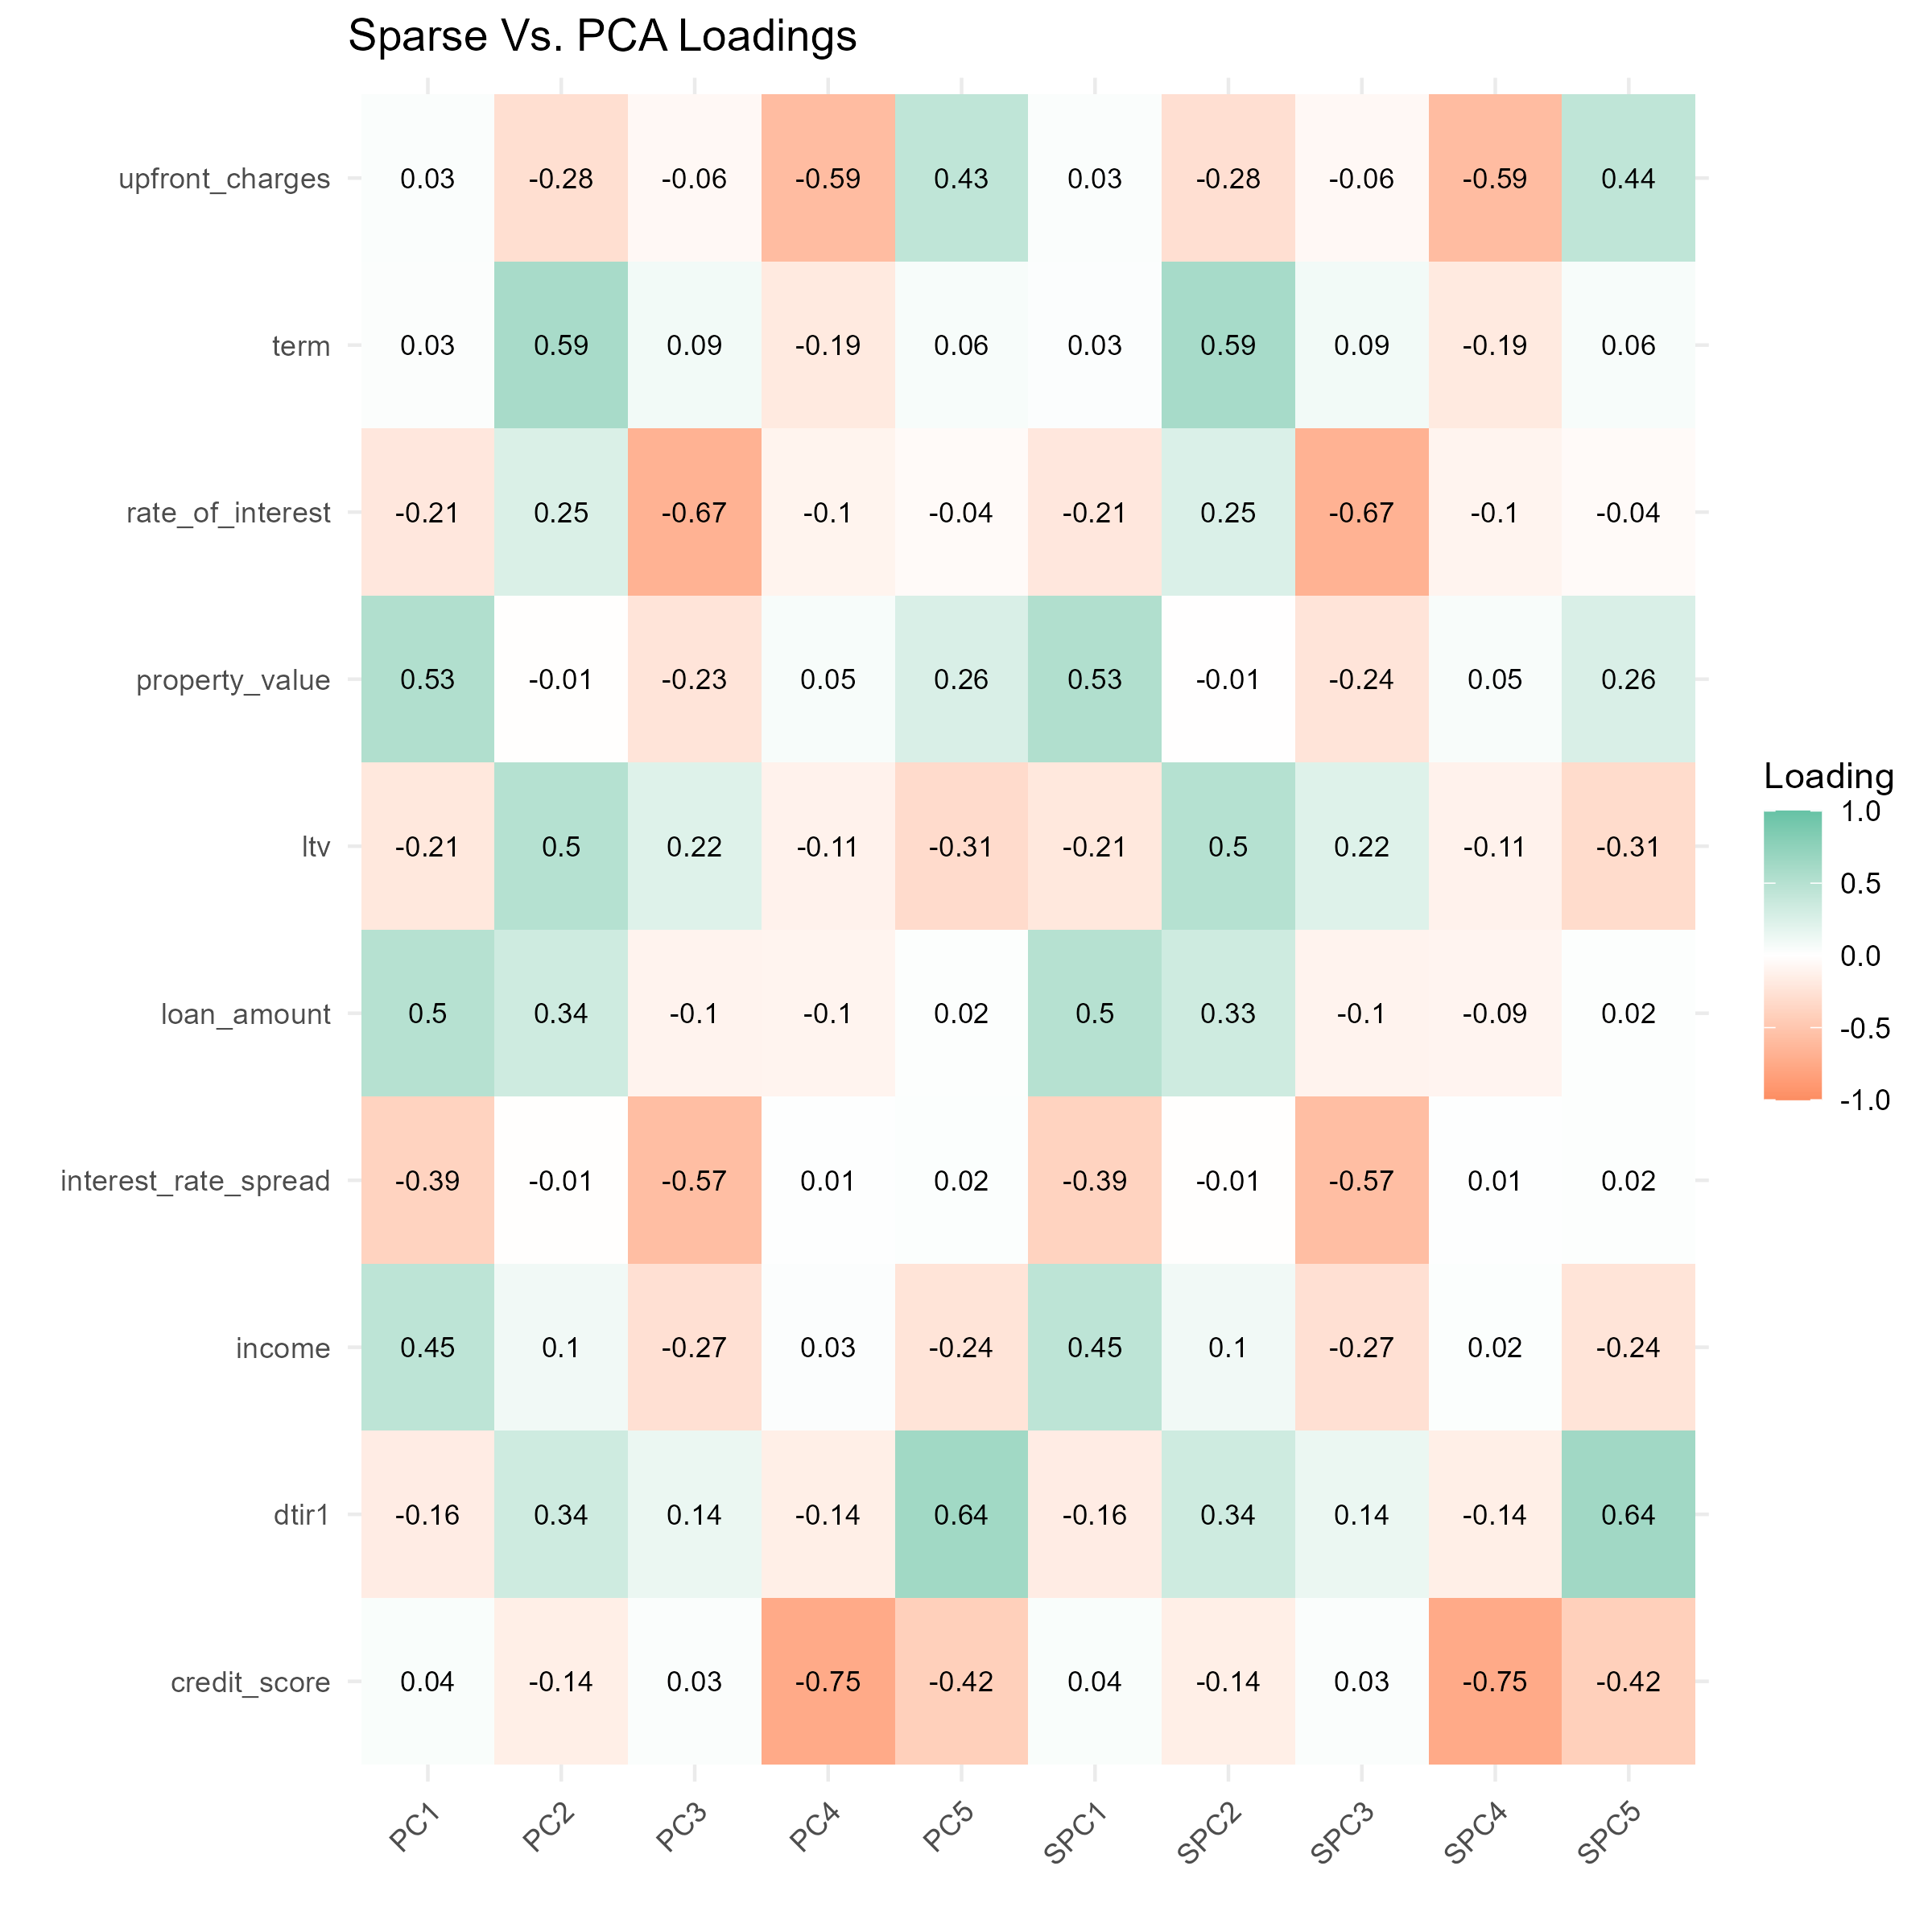 Sparse Vs. PCA Loadings
upfront_charges 0.03 -0.28 -0.06 -0.59 0.43 0.03 -0.28 -0.06 -0.59 0.44
term 0.03 0.59 0.09 -0.19 0.06 0.03 0.59 0.09 -0.19 0.06
rate_of_interest -0.21 0.25 -0.67 -0.1 -0.04 -0.21 0.25 -0.67 -0.1 -0.04
property_value 0.53 -0.01 -0.23 0.05 0.26 0.53 -0.01 -0.24 0.05 0.26
ltv -0.21 0.5 0.22 -0.11 -0.31 -0.21 0.5 0.22 -0.11 -0.31
loan_amount 0.5 0.34 -0.1 -0.1 0.02 0.5 0.33 -0.1 -0.09 0.02
interest_rate_spread -0.39 -0.01 -0.57 0.01 0.02 -0.39 -0.01 -0.57 0.01 0.02
income 0.45 0.1 -0.27 0.03 -0.24 0.45 0.1 -0.27 0.02 -0.24
dtir1 -0.16 0.34 0.14 -0.14 0.64 -0.16 0.34 0.14 -0.14 0.64
credit_score 0.04 -0.14 0.03 -0.75 -0.42 0.04 -0.14 0.03 -0.75 -0.42
PC1 PC2 PC3 PC4 PC5 SPC1 SPC2 SPC3 SPC4 SPC5
Loading
1.0
0.5
0.0
-0.5
-1.0